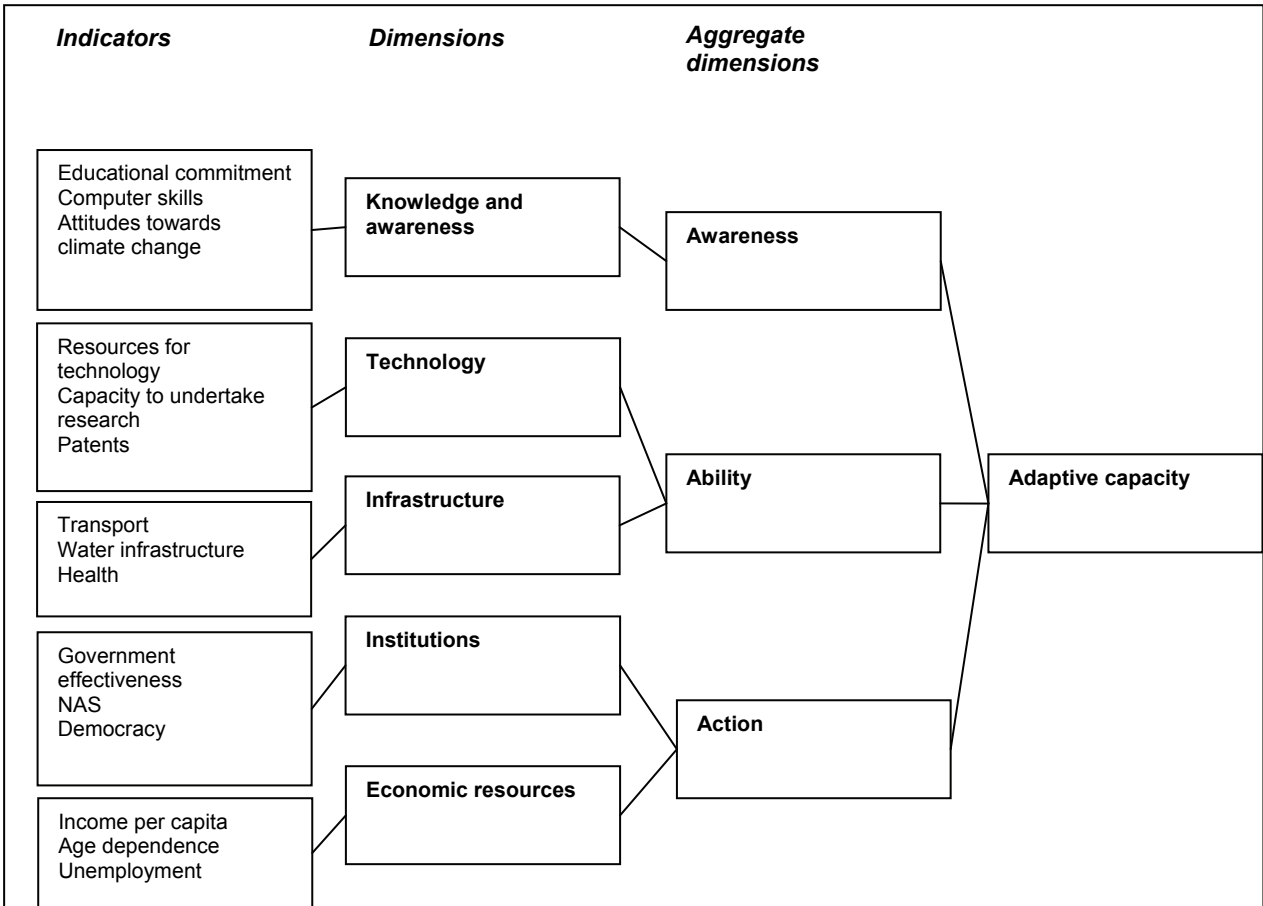 Indicators
Dimensions
Aggregate
dimensions
Educational commitment
Computer skills
Attitudes towards
climate change
Knowledge and
awareness
Awareness
Resources for
technology
Capacity to undertake
research
Patents
Technology
Transport
Water infrastructure
Health
Infrastructure
Ability
Adaptive capacity
Government
effectiveness
NAS
Democracy
Institutions
Action
Income per capita
Age dependence
Unemployment
Economic resources